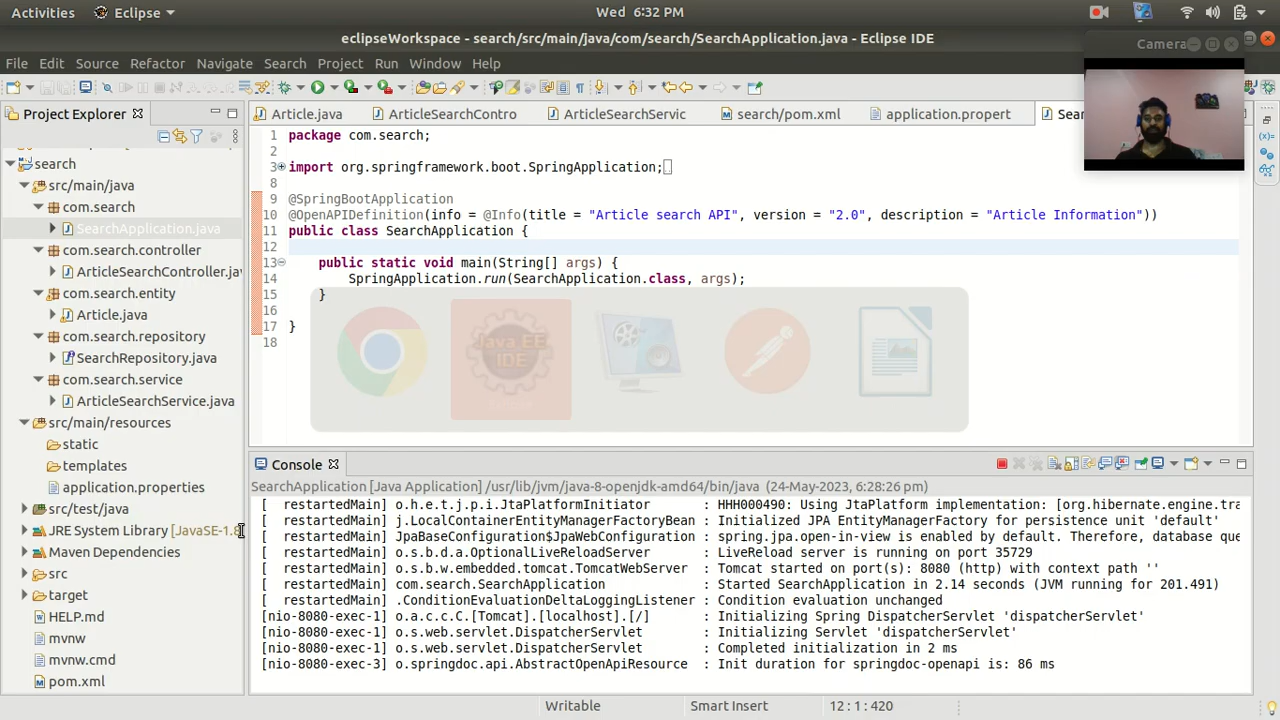 Activities
Eclipse
Wed 6:32 PM
eclipseWorkspace - search/src/main/java/com/search/SearchApplication.java - Eclipse IDE
Camera
File Edit Source Refactor Navigate Search Project Run Window Help
Project Explorer
Article.java
ArticleSearchContro
ArticleSearchServic
search/pom.xml
application.propert
Sear
search
src/main/java
com.search
SearchApplication.java
com.search.controller
ArticleSearchController.jav
com.search.entity
Article.java
com.search.repository
SearchRepository.java
com.search.service
ArticleSearchService.java
src/main/resources
static
templates
application.properties
src/test/java
JRE System Library [JavaSE-1.8
Maven Dependencies
src
target
HELP.md
mvnw
mvnw.cmd
pom.xml
1 package com.search;
2
3 import org.springframework.boot.SpringApplication;
8
9 @SpringBootApplication
10 @OpenAPIDefinition(info = @Info(title = "Article search API", version = "2.0", description = "Article Information"))
11 public class SearchApplication {
12
13 public static void main(String[] args) {
14 SpringApplication.run(SearchApplication.class, args);
15 }
16
17 }
18
Java EE
IDE
Console
SearchApplication [Java Application] /usr/lib/jvm/java-8-openjdk-amd64/bin/java (24-May-2023, 6:28:26 pm)
[ restartedMain] o.h.e.t.j.p.i.JtaPlatformInitiator : HHH000490: Using JtaPlatform implementation: [org.hibernate.engine.tra
[ restartedMain] j.LocalContainerEntityManagerFactoryBean : Initialized JPA EntityManagerFactory for persistence unit 'default'
[ restartedMain] JpaBaseConfiguration$JpaWebConfiguration : spring.jpa.open-in-view is enabled by default. Therefore, database que
[ restartedMain] o.s.b.d.a.OptionalLiveReloadServer : LiveReload server is running on port 35729
[ restartedMain] o.s.b.w.embedded.tomcat.TomcatWebServer : Tomcat started on port(s): 8080 (http) with context path ''
[ restartedMain] com.search.SearchApplication : Started SearchApplication in 2.14 seconds (JVM running for 201.491)
[ restartedMain] .ConditionEvaluationDeltaLoggingListener : Condition evaluation unchanged
[nio-8080-exec-1] o.a.c.c.C.[Tomcat].[localhost].[/] : Initializing Spring DispatcherServlet 'dispatcherServlet'
[nio-8080-exec-1] o.s.web.servlet.DispatcherServlet : Initializing Servlet 'dispatcherServlet'
[nio-8080-exec-1] o.s.web.servlet.DispatcherServlet : Completed initialization in 2 ms
[nio-8080-exec-3] o.springdoc.api.AbstractOpenApiResource : Init duration for springdoc-openapi is: 86 ms
Writable
Smart Insert
12 : 1 : 420